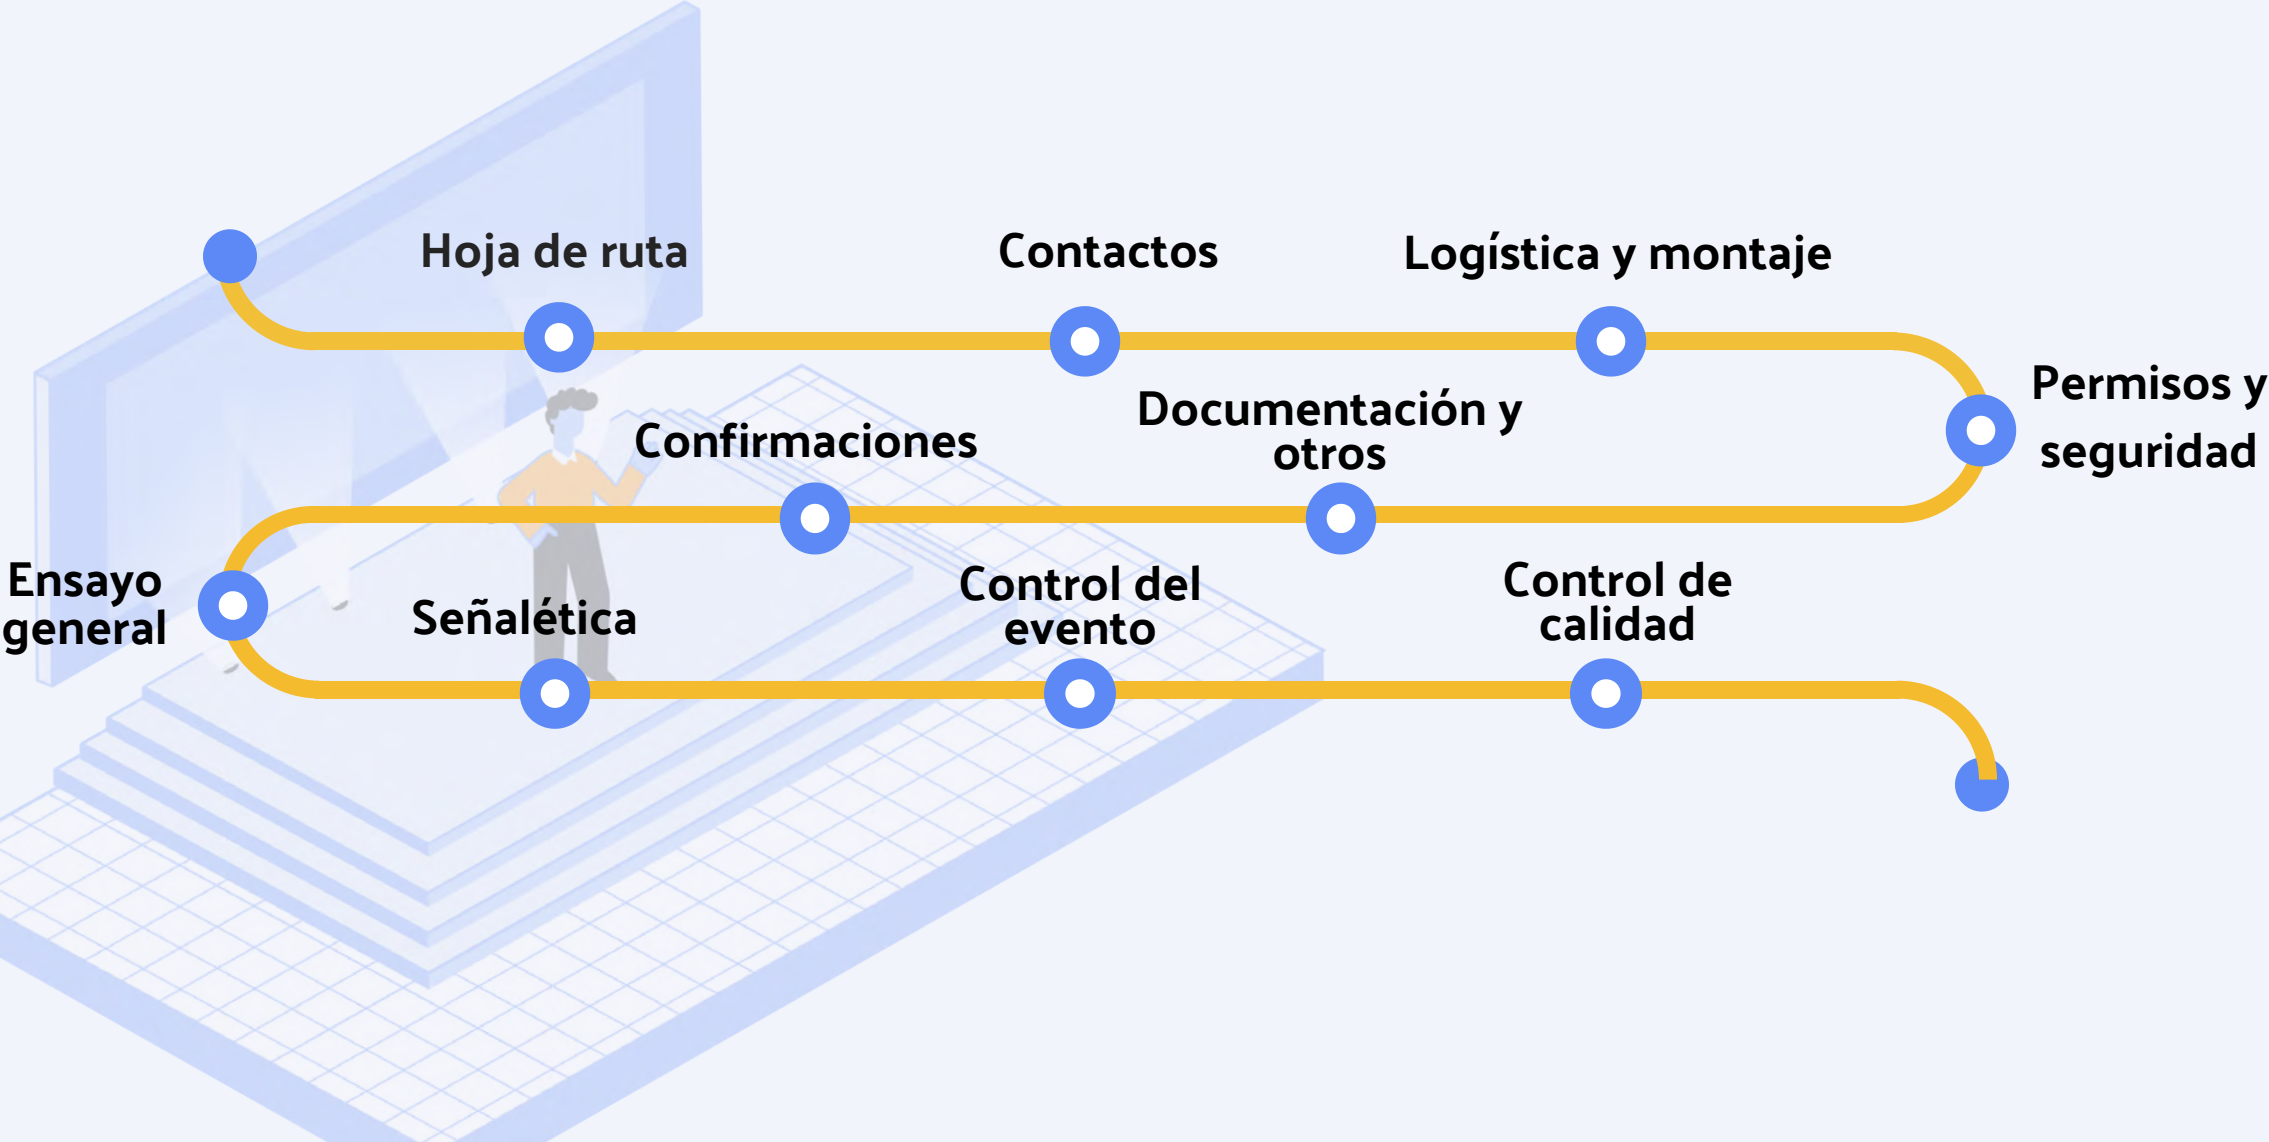 Hoja de ruta
Contactos
Logística y montaje
Permisos y
seguridad
Documentación y
otros
Confirmaciones
Ensayo
general
Señalética
Control del
evento
Control de
calidad